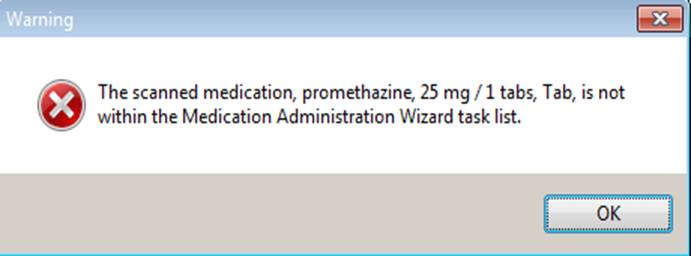 Warning
The scanned medication, promethazine, 25 mg / 1 tabs, Tab, is not
within the Medication Administration Wizard task list.
OK